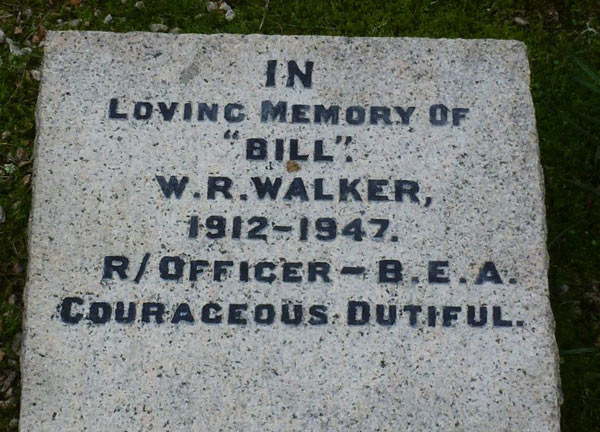 IN
LOVING MEMORY OF
"BILL".
W.R.WALKER,
1912-1947.
R/OFFICER - B.E.A.
COURAGEOUS DUTIFUL.